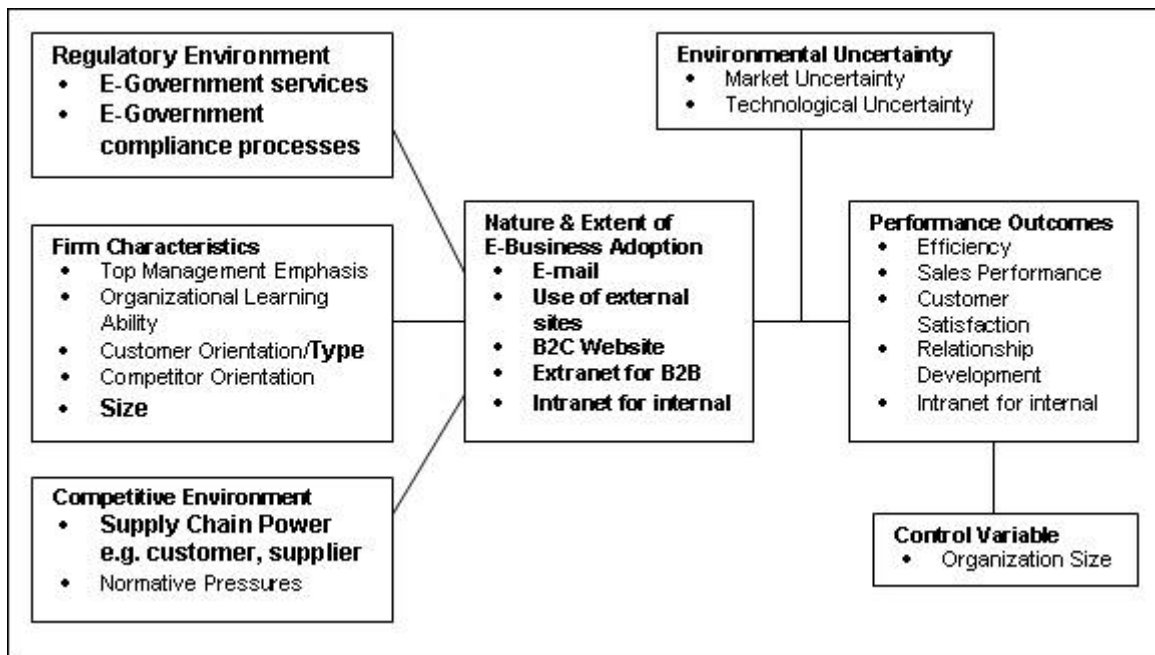 Regulatory Environment
• E-Government services
• E-Government
compliance processes
Environmental Uncertainty
• Market Uncertainty
• Technological Uncertainty
Firm Characteristics
• Top Management Emphasis
• Organizational Learning
Ability
• Customer Orientation/Type
• Competitor Orientation
• Size
Nature & Extent of
E-Business Adoption
• E-mail
• Use of external
sites
• B2C Website
• Extranet for B2B
• Intranet for internal
Performance Outcomes
• Efficiency
• Sales Performance
• Customer
Satisfaction
• Relationship
Development
• Intranet for internal
Competitive Environment
• Supply Chain Power
e.g. customer, supplier
• Normative Pressures
Control Variable
• Organization Size